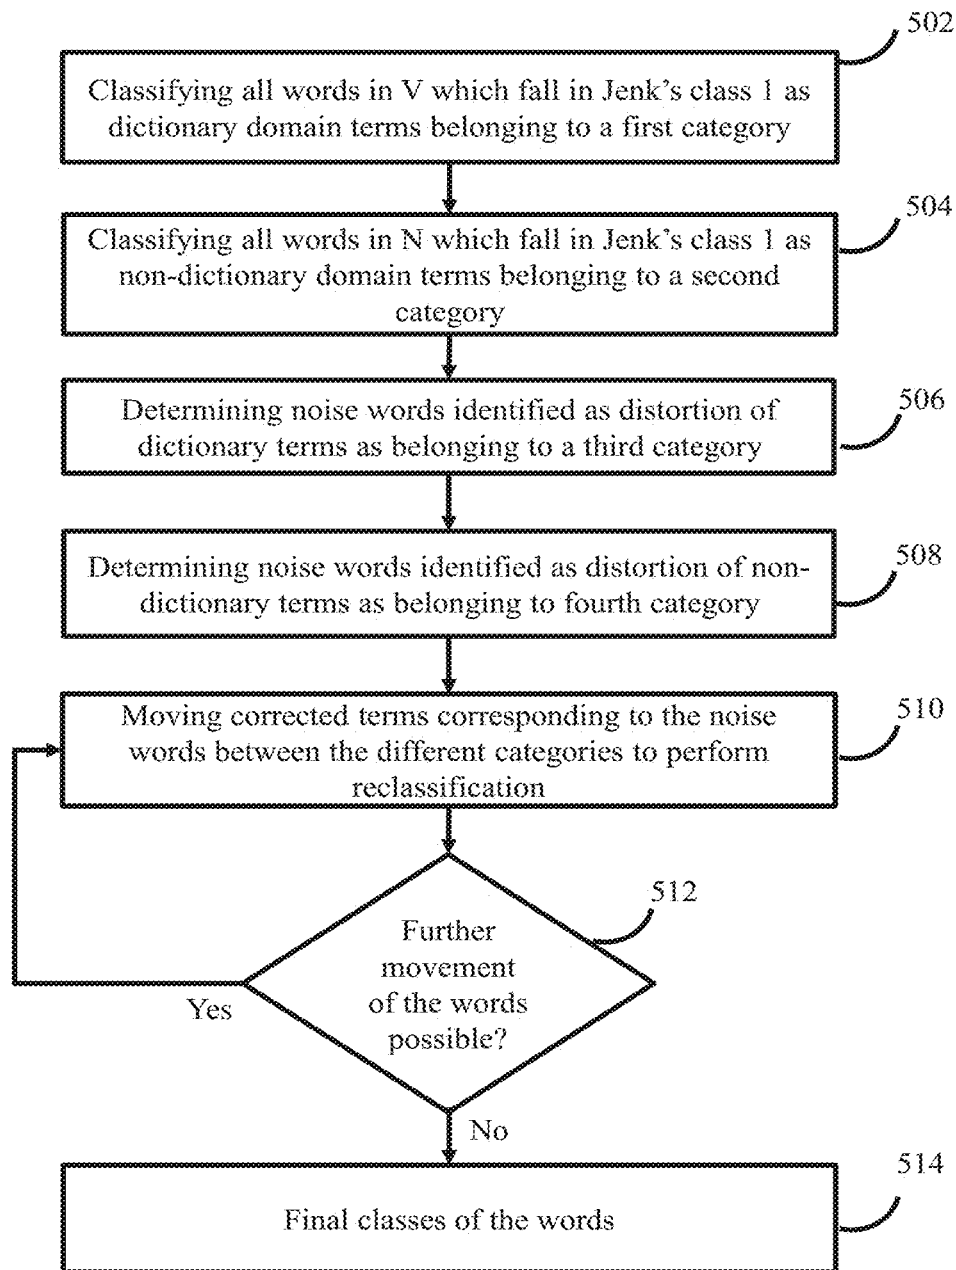 502
Classifying all words in V which fall in Jenk's class 1 as
dictionary domain terms belonging to a first category
504
Classifying all words in N which fall in Jenk's class 1 as
non-dictionary domain terms belonging to a second
category
506
Determining noise words identified as distortion of
dictionary terms as belonging to a third category
508
Determining noise words identified as distortion of non-
dictionary terms as belonging to fourth category
510
Moving corrected terms corresponding to the noise
words between the different categories to perform
reclassification
512
Further
movement
of the words
possible?
Yes
No
514
Final classes of the words